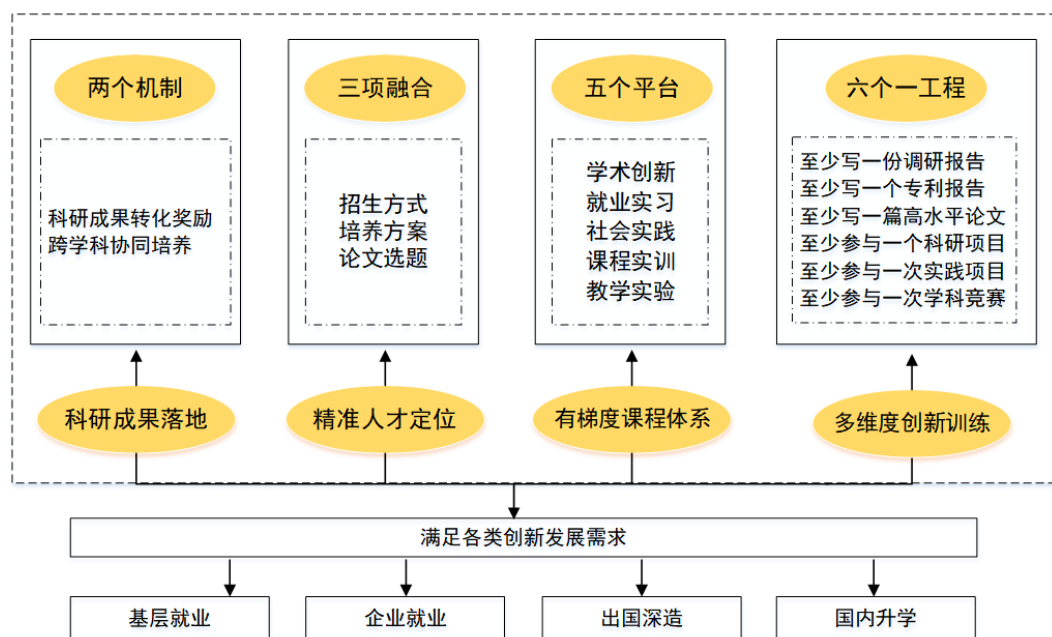 两个机制
科研成果转化奖励
跨学科协同培养
三项融合
招生方式
培养方案
论文选题
五个平台
学术创新
就业实习
社会实践
课程实训
教学实验
六个一工程
至少写一份调研报告
至少写一个专利报告
至少写一篇高水平论文
至少参与一个科研项目
至少参与一次实践项目
至少参与一次学科竞赛
科研成果落地
精准人才定位
有梯度课程体系
多维度创新训练
满足各类创新发展需求
基层就业
企业就业
出国深造
国内升学